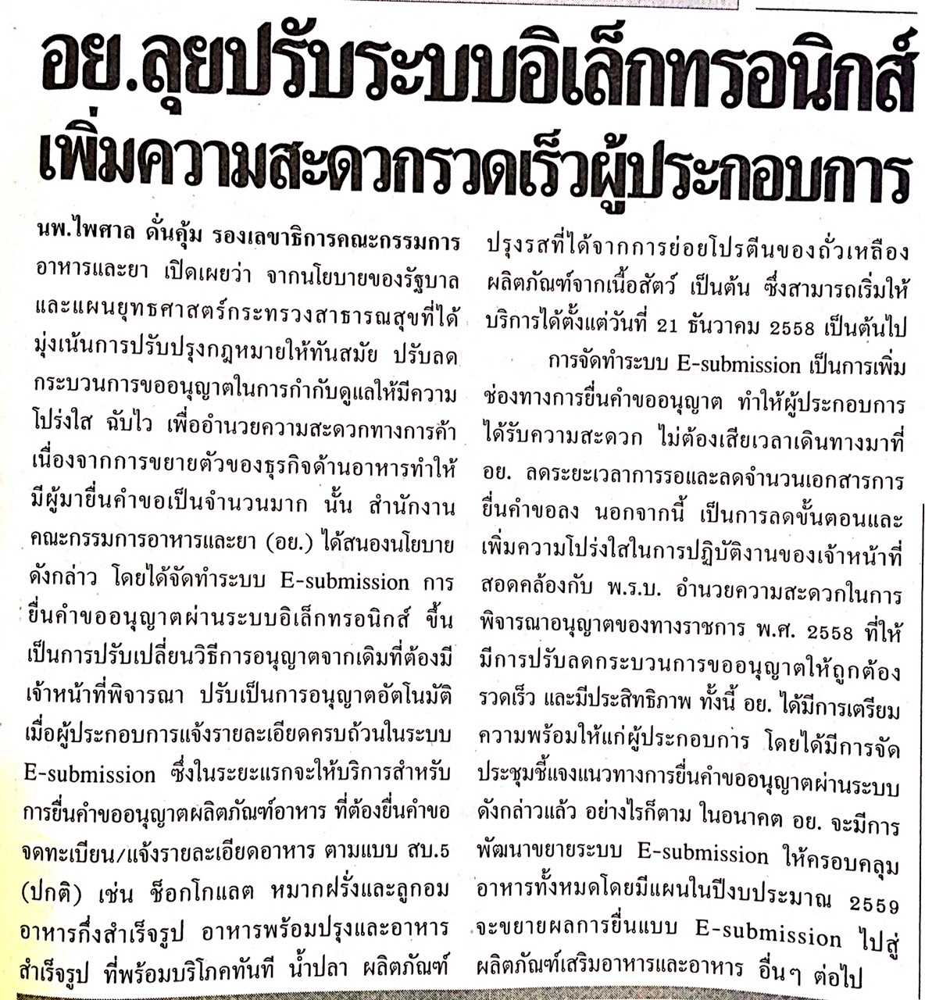 อย.ลุยปรับระบบอิเล็กทรอนิกส์
เพิ่มความสะดวกรวดเร็วผู้ประกอบการ
นพ.ไพศาล ดั่นคุ้ม รองเลขาธิการคณะกรรมการ
อาหารและยา เปิดเผยว่า จากนโยบายของรัฐบาล
และแผนยุทธศาสตร์กระทรวงสาธารณสุขที่ได้
มุ่งเน้นการปรับปรุงกฎหมายให้ทันสมัย ปรับลด
กระบวนการขออนุญาตในการกำกับดูแลให้มีความ
โปร่งใส ฉับไว เพื่ออำนวยความสะดวกทางการค้า
เนื่องจากการขยายตัวของธุรกิจด้านอาหารทำให้
มีผู้มายื่นคำขอเป็นจำนวนมาก นั้น สำนักงาน
คณะกรรมการอาหารและยา (อย.) ได้สนองนโยบาย
ดังกล่าว โดยได้จัดทำระบบ E-submission การ
ยื่นคำขออนุญาตผ่านระบบอิเล็กทรอนิกส์ ขึ้น
เป็นการปรับเปลี่ยนวิธีการอนุญาตจากเดิมที่ต้องมี
เจ้าหน้าที่พิจารณา ปรับเป็นการอนุญาตอัตโนมัติ
เมื่อผู้ประกอบการแจ้งรายละเอียดครบถ้วนในระบบ
E-submission ซึ่งในระยะแรกจะให้บริการสำหรับ
การยื่นคำขออนุญาตผลิตภัณฑ์อาหาร ที่ต้องยื่นคำขอ
จดทะเบียน/แจ้งรายละเอียดอาหาร ตามแบบ สบ.5
(ปกติ) เช่น ช็อกโกแลต หมากฝรั่งและลูกอม
อาหารกึ่งสำเร็จรูป อาหารพร้อมปรุงและอาหาร
สำเร็จรูป ที่พร้อมบริโภคทันที น้ำปลา ผลิตภัณฑ์
ปรุงรสที่ได้จากการย่อยโปรตีนของถั่วเหลือง
ผลิตภัณฑ์จากเนื้อสัตว์ เป็นต้น ซึ่งสามารถเริ่มให้
บริการได้ตั้งแต่วันที่ 21 ธันวาคม 2558 เป็นต้นไป
การจัดทำระบบ E-submission เป็นการเพิ่ม
ช่องทางการยื่นคำขออนุญาต ทำให้ผู้ประกอบการ
ได้รับความสะดวก ไม่ต้องเสียเวลาเดินทางมาที่
อย. ลดระยะเวลาการรอและลดจำนวนเอกสารการ
ยื่นคำขอลง นอกจากนี้ เป็นการลดขั้นตอนและ
เพิ่มความโปร่งใสในการปฏิบัติงานของเจ้าหน้าที่
สอดคล้องกับ พ.ร.บ. อำนวยความสะดวกในการ
พิจารณาอนุญาตของทางราชการ พ.ศ. 2558 ที่ให้
มีการปรับลดกระบวนการขออนุญาตให้ถูกต้อง
รวดเร็ว และมีประสิทธิภาพ ทั้งนี้ อย. ได้มีการเตรียม
ความพร้อมให้แก่ผู้ประกอบการ โดยได้มีการจัด
ประชุมชี้แจงแนวทางการยื่นคำขออนุญาตผ่านระบบ
ดังกล่าวแล้ว อย่างไรก็ตาม ในอนาคต อย. จะมีการ
พัฒนาขยายระบบ E-submission ให้ครอบคลุม
อาหารทั้งหมดโดยมีแผนในปีงบประมาณ 2559
จะขยายผลการยื่นแบบ E-submission ไปสู่
ผลิตภัณฑ์เสริมอาหารและอาหาร อื่นๆ ต่อไป